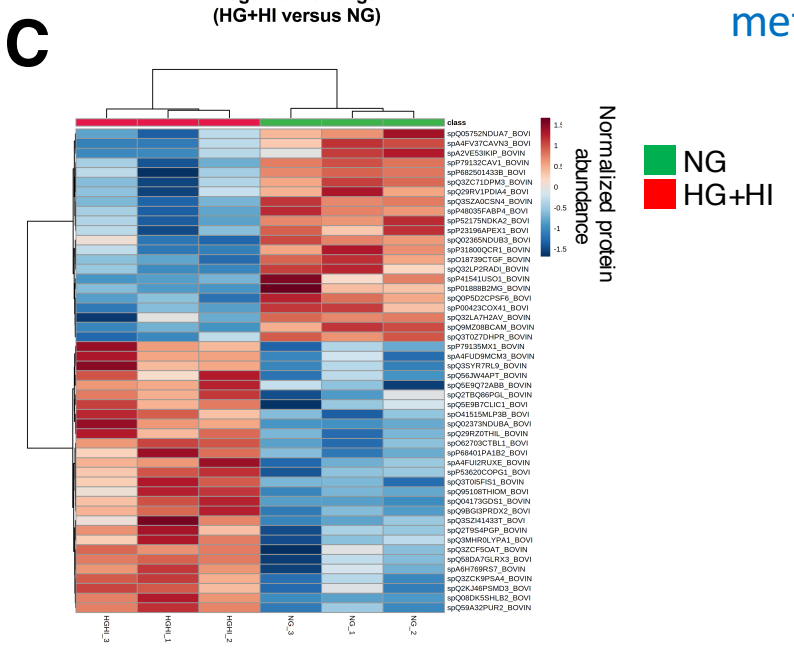 (HG+HI versus NG)
C
met
class
spQ05752NDUA7_BOVI
spA4FV37CAVN3_BOVI
spA2VE53IKIP_BOVIN
spP79132CAV1_BOVIN
spP682501433B_BOVI
spQ3ZC71DPM3_BOVIN
spQ29RV1PDIA4_BOVI
spQ3SZA0CSN4_BOVIN
spP48035FABP4_BOVI
spP52175NDKA2_BOVI
spP23196APEX1_BOVI
spQ02365NDUB3_BOVI
spP31800QCR1_BOVIN
spO18739CTGF_BOVIN
spQ32LP2RADI_BOVIN
spP41541USO1_BOVIN
spP01888B2MG_BOVIN
spQ0P5D2CPSF6_BOVI
spP00423COX41_BOVI
spQ32LA7H2AV_BOVIN
spQ9MZ08BCAM_BOVIN
spQ3T0Z7DHPR_BOVIN
spP79135MX1_BOVIN
spA4FUD9MCM3_BOVIN
spQ3SYR7RL9_BOVIN
spQ56JW4APT_BOVIN
spQ5E9Q72ABB_BOVIN
spQ2TBQ86PGL_BOVIN
spQ5E9B7CLIC1_BOVI
spO41515MLP3B_BOVI
spQ02373NDUBA_BOVI
spQ29RZ0THIL_BOVIN
spO62703CTBL1_BOVI
spP68401PA1B2_BOVI
spA4FUI2RUXE_BOVIN
spP53620COPG1_BOVI
spQ3T0I5FIS1_BOVIN
spQ95108THIOM_BOVI
spQ04173GDS1_BOVIN
spQ9BGI3PRDX2_BOVI
spQ3SZI41433T_BOVI
spQ2T9S4PGP_BOVIN
spQ3MHR0LYPA1_BOVI
spQ3ZCF5OAT_BOVIN
spQ58DA7GLRX3_BOVI
spA6H769RS7_BOVIN
spQ3ZCK9PSA4_BOVIN
spQ2KJ46PSMD3_BOVI
spQ08DK5SHLB2_BOVI
spQ59A32PUR2_BOVIN
HGHI_3
HGHI_1
HGHI_2
NG_3
NG_1
NG_2
1.5
1
0.5
0
-0.5
-1
-1.5
Normalized protein
abundance
NG
HG+HI